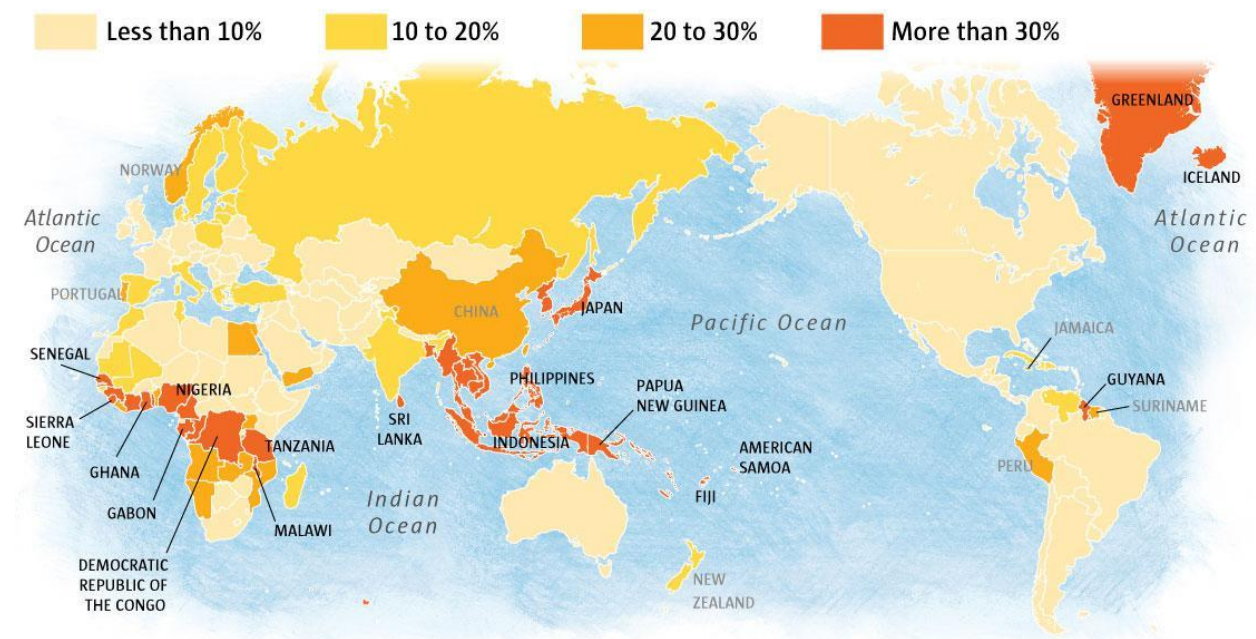 Less than 10% 10 to 20% 20 to 30% More than 30%
GREENLAND
NORWAY
ICELAND
Atlantic
Ocean
Atlantic
Ocean
PORTUGAL
CHINA
JAPAN
Pacific Ocean
JAMAICA
SENEGAL
NIGERIA
PHILIPPINES
PAPUA
NEW GUINEA
GUYANA
SURINAME
SIERRA
LEONE
SRI
LANKA
INDONESIA
TANZANIA
AMERICAN
SAMOA
PERU
GHANA
FIJI
Indian
Ocean
GABON
MALAWI
DEMOCRATIC
REPUBLIC OF
THE CONGO
NEW
ZEALAND